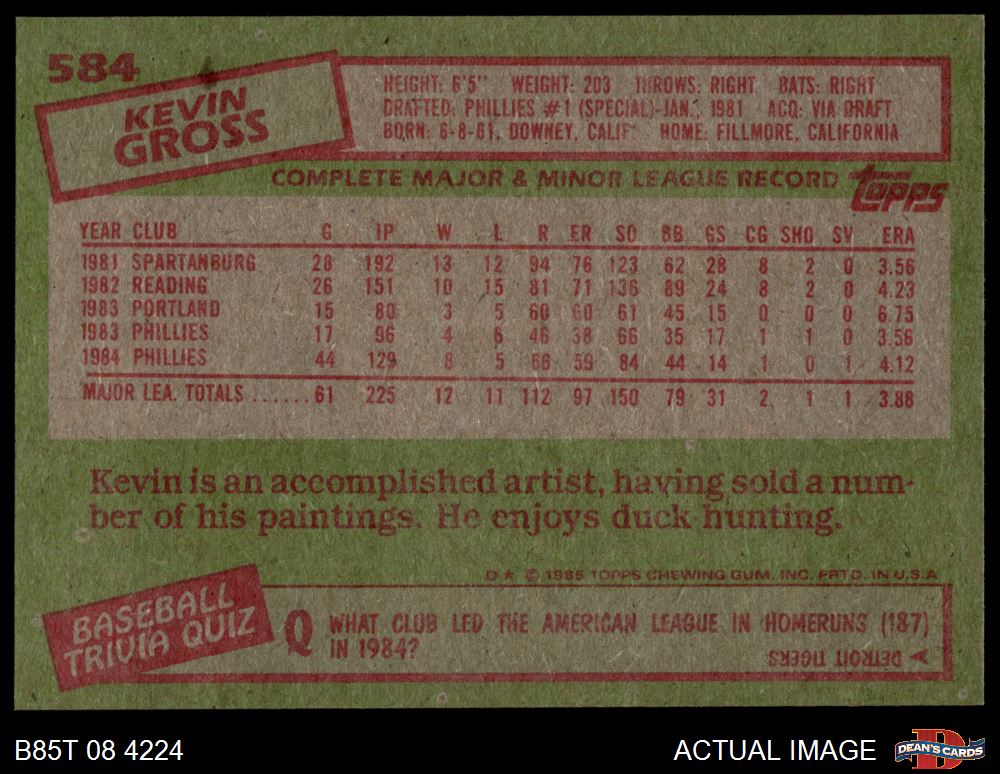 584
KEVIN
GROSS
HEIGHT: 6'5" WEIGHT: 203 THROWS: RIGHT BATS: RIGHT
DRAFTED: PHILLIES #1 (SPECIAL)-JAN., 1981 ACQ: VIA DRAFT
BORN: 6-8-61, DOWNEY, CALIF. HOME: FILLMORE, CALIFORNIA
COMPLETE MAJOR & MINOR LEAGUE RECORD topps
YEAR CLUB G IP W L R ER SO BB GS CG SHO SV ERA
1981 SPARTANBURG 28 192 13 12 94 76 123 62 28 8 2 0 3.56
1982 READING 26 151 10 15 81 71 136 89 24 8 2 0 4.23
1983 PORTLAND 15 80 3 5 60 60 61 45 15 0 0 0 6.75
1983 PHILLIES 17 96 4 6 46 38 66 35 17 1 1 0 3.56
1984 PHILLIES 44 129 8 5 66 59 84 44 14 1 0 1 4.12
MAJOR LEA. TOTALS ......61 225 12 11 112 97 150 79 31 2 1 1 3.88
Kevin is an accomplished artist, having sold a num-
ber of his paintings. He enjoys duck hunting.
D★ © 1985 TOPPS CHEWING GUM, INC. PRTD. IN U.S.A
BASEBALL
TRIVIA QUIZ
Q WHAT CLUB LED THE AMERICAN LEAGUE IN HOMERUNS (187)
IN 1984?
A DETROIT TIGERS
B85T 08 4224
ACTUAL IMAGE
D
DEAN'S CARDS